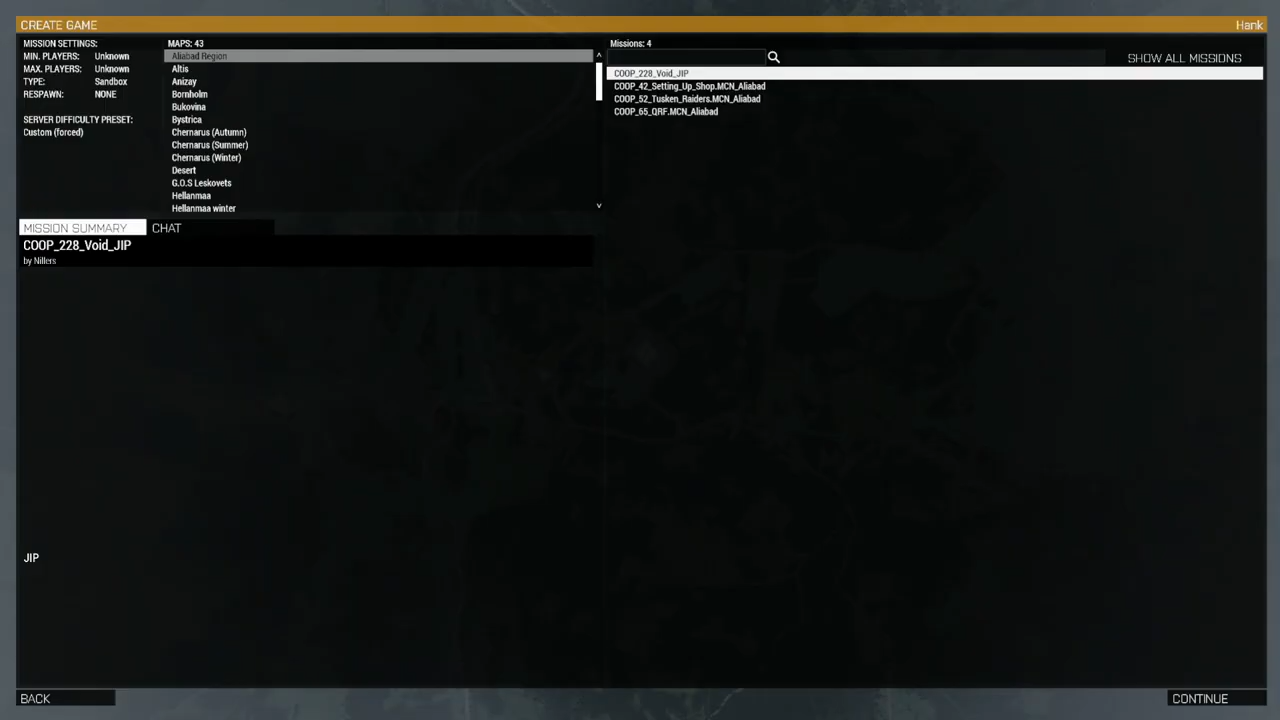 CREATE GAME
Hank
MISSION SETTINGS:
MIN. PLAYERS: Unknown
MAX. PLAYERS: Unknown
TYPE: Sandbox
RESPAWN: NONE
SERVER DIFFICULTY PRESET:
Custom (forced)
MAPS: 43
Aliabad Region
Altis
Anizay
Bornholm
Bukovina
Bystrica
Chernarus (Autumn)
Chernarus (Summer)
Chernarus (Winter)
Desert
G.O.S Leskovets
Hellanmaa
Hellanmaa winter
Missions: 4
SHOW ALL MISSIONS
COOP_228_Void_JIP
COOP_42_Setting_Up_Shop.MCN_Aliabad
COOP_52_Tusken_Raiders.MCN_Aliabad
COOP_65_QRF.MCN_Aliabad
MISSION SUMMARY
CHAT
COOP_228_Void_JIP
by Nillers
JIP
BACK
CONTINUE